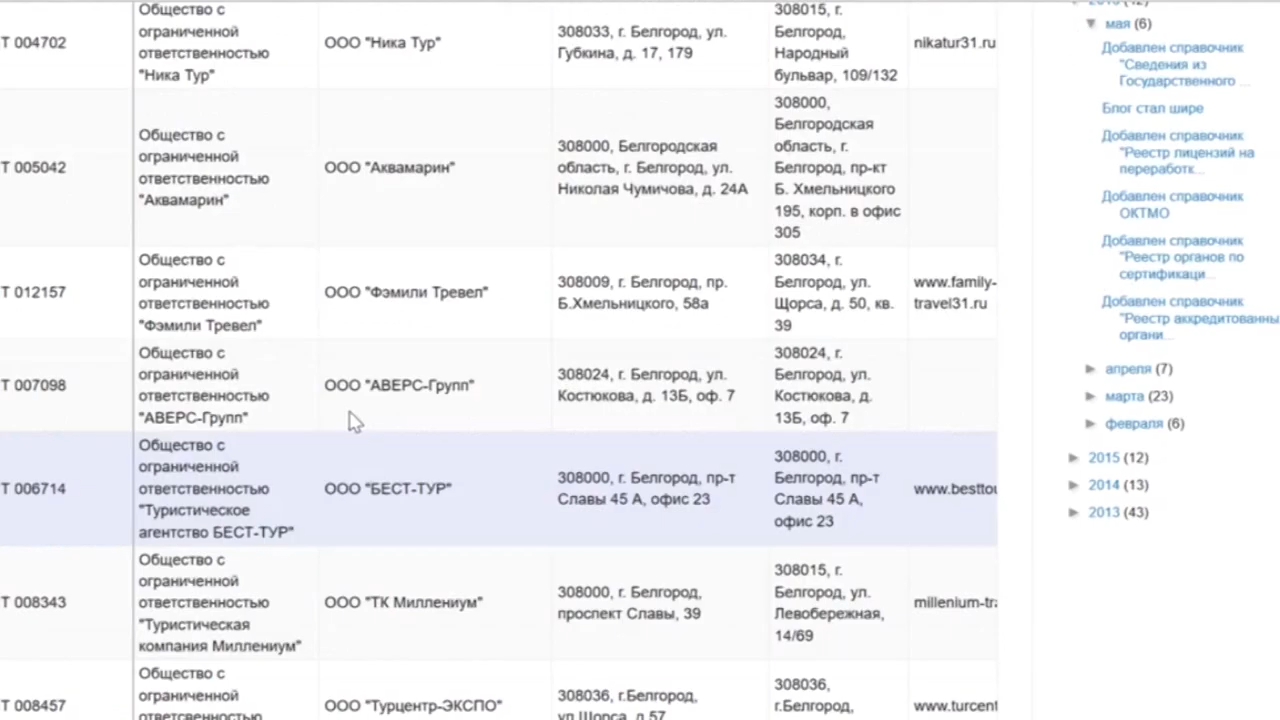 Т 004702
Общество с
ограниченной
ответственностью
"Ника Тур"
ООО "Ника Тур"
308033, г. Белгород, ул.
Губкина, д. 17, 179
308015, г.
Белгород,
Народный
бульвар, 109/132
nikatur31.ru
Т 005042
Общество с
ограниченной
ответственностью
"Аквамарин"
ООО "Аквамарин"
308000, Белгородская
область, г. Белгород, ул.
Николая Чумичова, д. 24А
308000,
Белгородская
область, г.
Белгород, пр-кт
Б. Хмельницкого
195, корп. в офис
305
Т 012157
Общество с
ограниченной
ответственностью
"Фэмили Тревел"
ООО "Фэмили Тревел"
308009, г. Белгород, пр.
Б.Хмельницкого, 58а
308034, г.
Белгород, ул.
Щорса, д. 50, кв.
39
www.family-
travel31.ru
Т 007098
Общество с
ограниченной
ответственностью
"АВЕРС-Групп"
ООО "АВЕРС-Групп"
308024, г. Белгород, ул.
Костюкова, д. 13Б, оф. 7
308024, г.
Белгород, ул.
Костюкова, д.
13Б, оф. 7
Т 006714
Общество с
ограниченной
ответственностью
"Туристическое
агентство БЕСТ-ТУР"
ООО "БЕСТ-ТУР"
308000, г. Белгород, пр-т
Славы 45 А, офис 23
308000, г.
Белгород, пр-т
Славы 45 А,
офис 23
www.besttou
Т 008343
Общество с
ограниченной
ответственностью
"Туристическая
компания Миллениум"
ООО "ТК Миллениум"
308000, г. Белгород,
проспект Славы, 39
308015, г.
Белгород, ул.
Левобережная,
14/69
millenium-tra
Т 008457
Общество с
ограниченной
ответственностью
ООО "Турцентр-ЭКСПО"
308036, г.Белгород,
ул.Щорса, д.57
308036,
г.Белгород,
www.turcent
мая (6)
Добавлен справочник
"Сведения из
Государственного ...
Блог стал шире
Добавлен справочник
"Реестр лицензий на
переработк...
Добавлен справочник
ОКТМО
Добавлен справочник
"Реестр органов по
сертификаци...
Добавлен справочник
"Реестр аккредитованны
органи...
апреля (7)
марта (23)
февраля (6)
2015 (12)
2014 (13)
2013 (43)